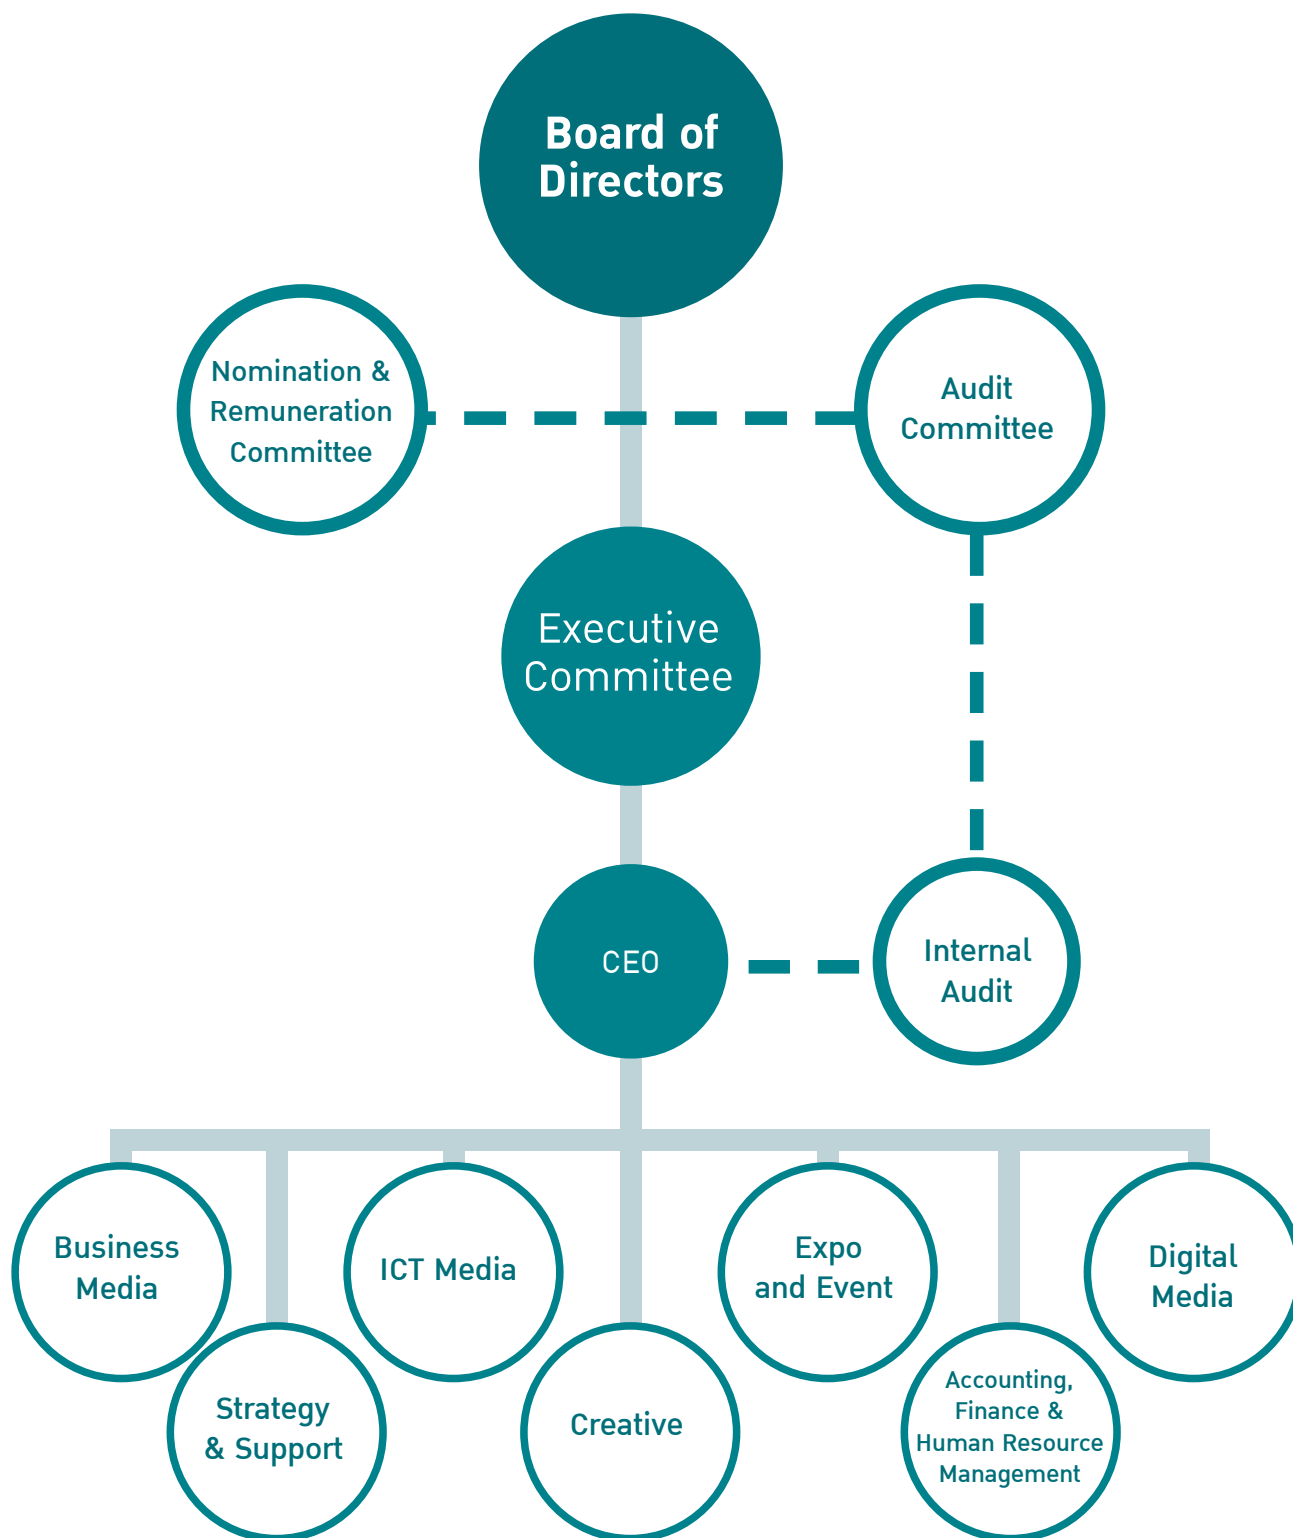 Board of
Directors
Nomination &
Remuneration
Committee
Audit
Committee
Executive
Committee
CEO
Internal
Audit
Business
Media
ICT Media
Expo
and Event
Digital
Media
Strategy
& Support
Creative
Accounting,
Finance &
Human Resource
Management